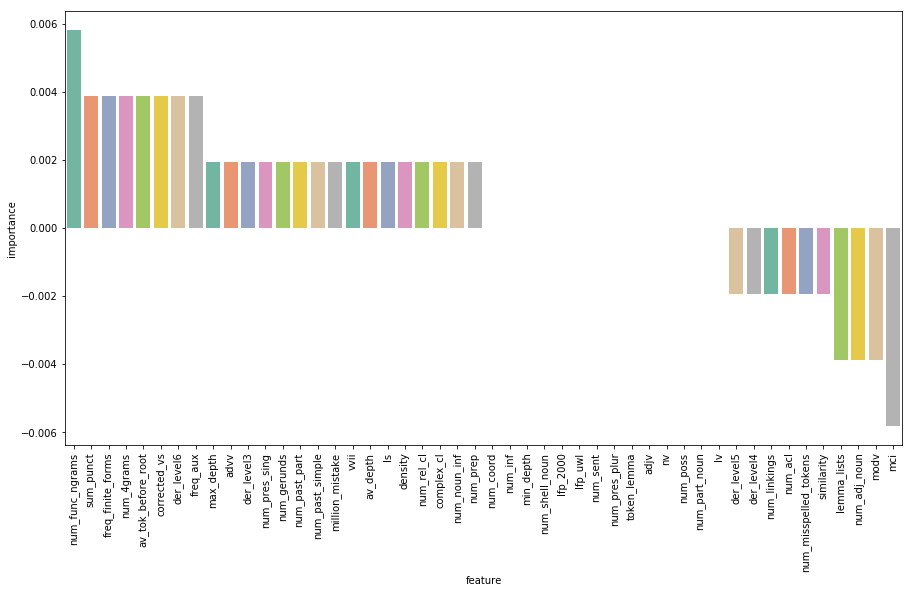 0.006
0.004
0.002
0.000
−0.002
−0.004
−0.006
importance
num_func_ngrams
sum_punct
freq_finite_forms
num_4grams
av_tok_before_root
corrected_vs
der_level6
freq_aux
max_depth
advv
der_level3
num_pres_sing
num_gerunds
num_past_part
num_past_simple
million_mistake
vvii
av_depth
ls
density
num_rel_cl
complex_cl
num_noun_inf
num_prep
num_coord
num_inf
min_depth
num_shell_noun
lfp_2000
lfp_uwl
num_sent
num_pres_plur
token_lemma
adjv
nv
num_poss
num_part_noun
lv
der_level5
der_level4
num_linkings
num_acl
num_misspelled_tokens
similarity
lemma_lists
num_adj_noun
modv
mci
feature